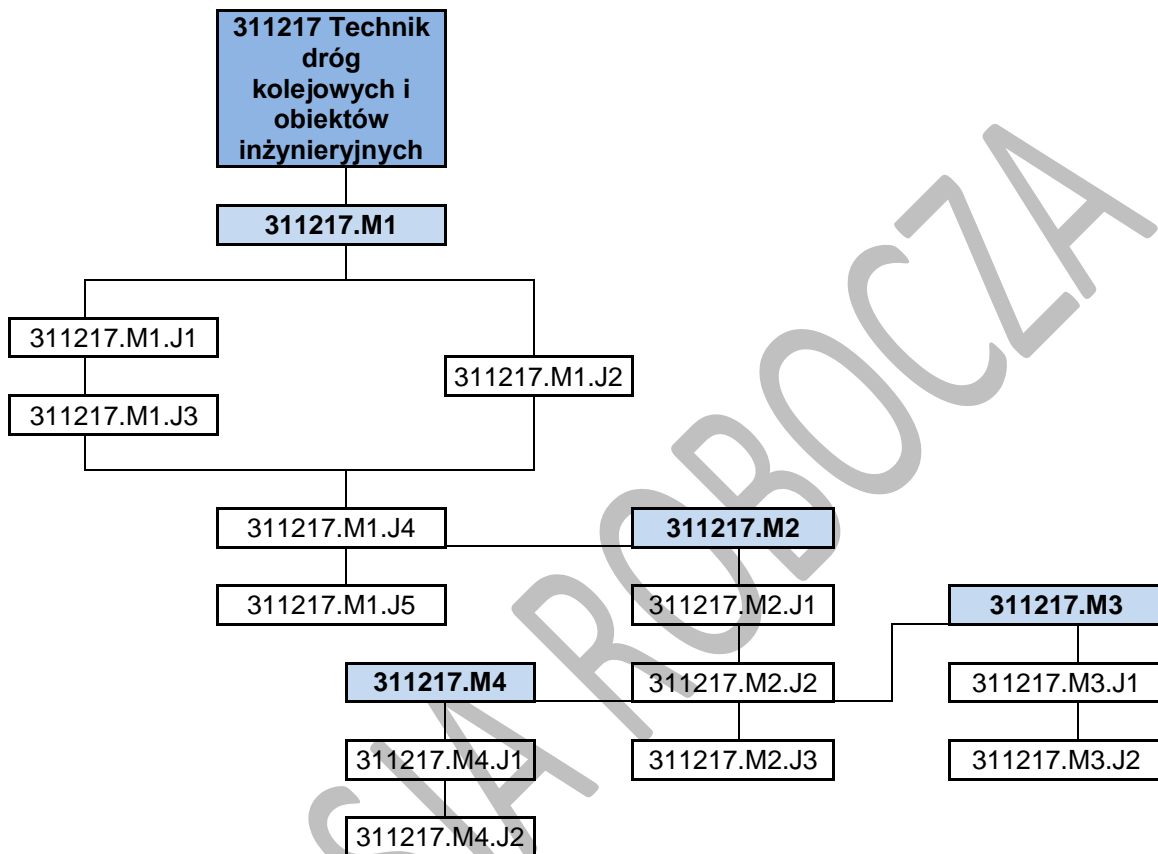 311217 Technik
dróg
kolejowych i
obiektów
inżynieryjnych
311217.M1
311217.M1.J1
311217.M1.J2
311217.M1.J3
311217.M1.J4
311217.M2
311217.M1.J5
311217.M2.J1
311217.M3
311217.M4
311217.M2.J2
311217.M3.J1
311217.M4.J1
311217.M2.J3
311217.M3.J2
311217.M4.J2
SJA ROBOCZA